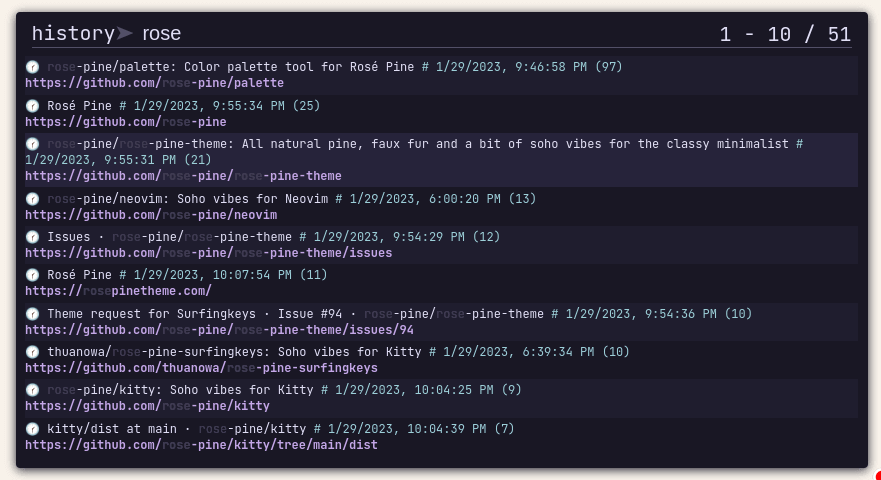 history➤ rose
1 - 10 / 51
🕜 rose-pine/palette: Color palette tool for Rosé Pine # 1/29/2023, 9:46:58 PM (97)
https://github.com/rose-pine/palette
🕜 Rosé Pine # 1/29/2023, 9:55:34 PM (25)
https://github.com/rose-pine
🕜 rose-pine/rose-pine-theme: All natural pine, faux fur and a bit of soho vibes for the classy minimalist #
1/29/2023, 9:55:31 PM (21)
https://github.com/rose-pine/rose-pine-theme
🕜 rose-pine/neovim: Soho vibes for Neovim # 1/29/2023, 6:00:20 PM (13)
https://github.com/rose-pine/neovim
🕜 Issues · rose-pine/rose-pine-theme # 1/29/2023, 9:54:29 PM (12)
https://github.com/rose-pine/rose-pine-theme/issues
🕜 Rosé Pine # 1/29/2023, 10:07:54 PM (11)
https://rosepinetheme.com/
🕜 Theme request for Surfingkeys · Issue #94 · rose-pine/rose-pine-theme # 1/29/2023, 9:54:36 PM (10)
https://github.com/rose-pine/rose-pine-theme/issues/94
🕜 thuanowa/rose-pine-surfingkeys: Soho vibes for Kitty # 1/29/2023, 6:39:34 PM (10)
https://github.com/thuanowa/rose-pine-surfingkeys
🕜 rose-pine/kitty: Soho vibes for Kitty # 1/29/2023, 10:04:25 PM (9)
https://github.com/rose-pine/kitty
🕜 kitty/dist at main · rose-pine/kitty # 1/29/2023, 10:04:39 PM (7)
https://github.com/rose-pine/kitty/tree/main/dist